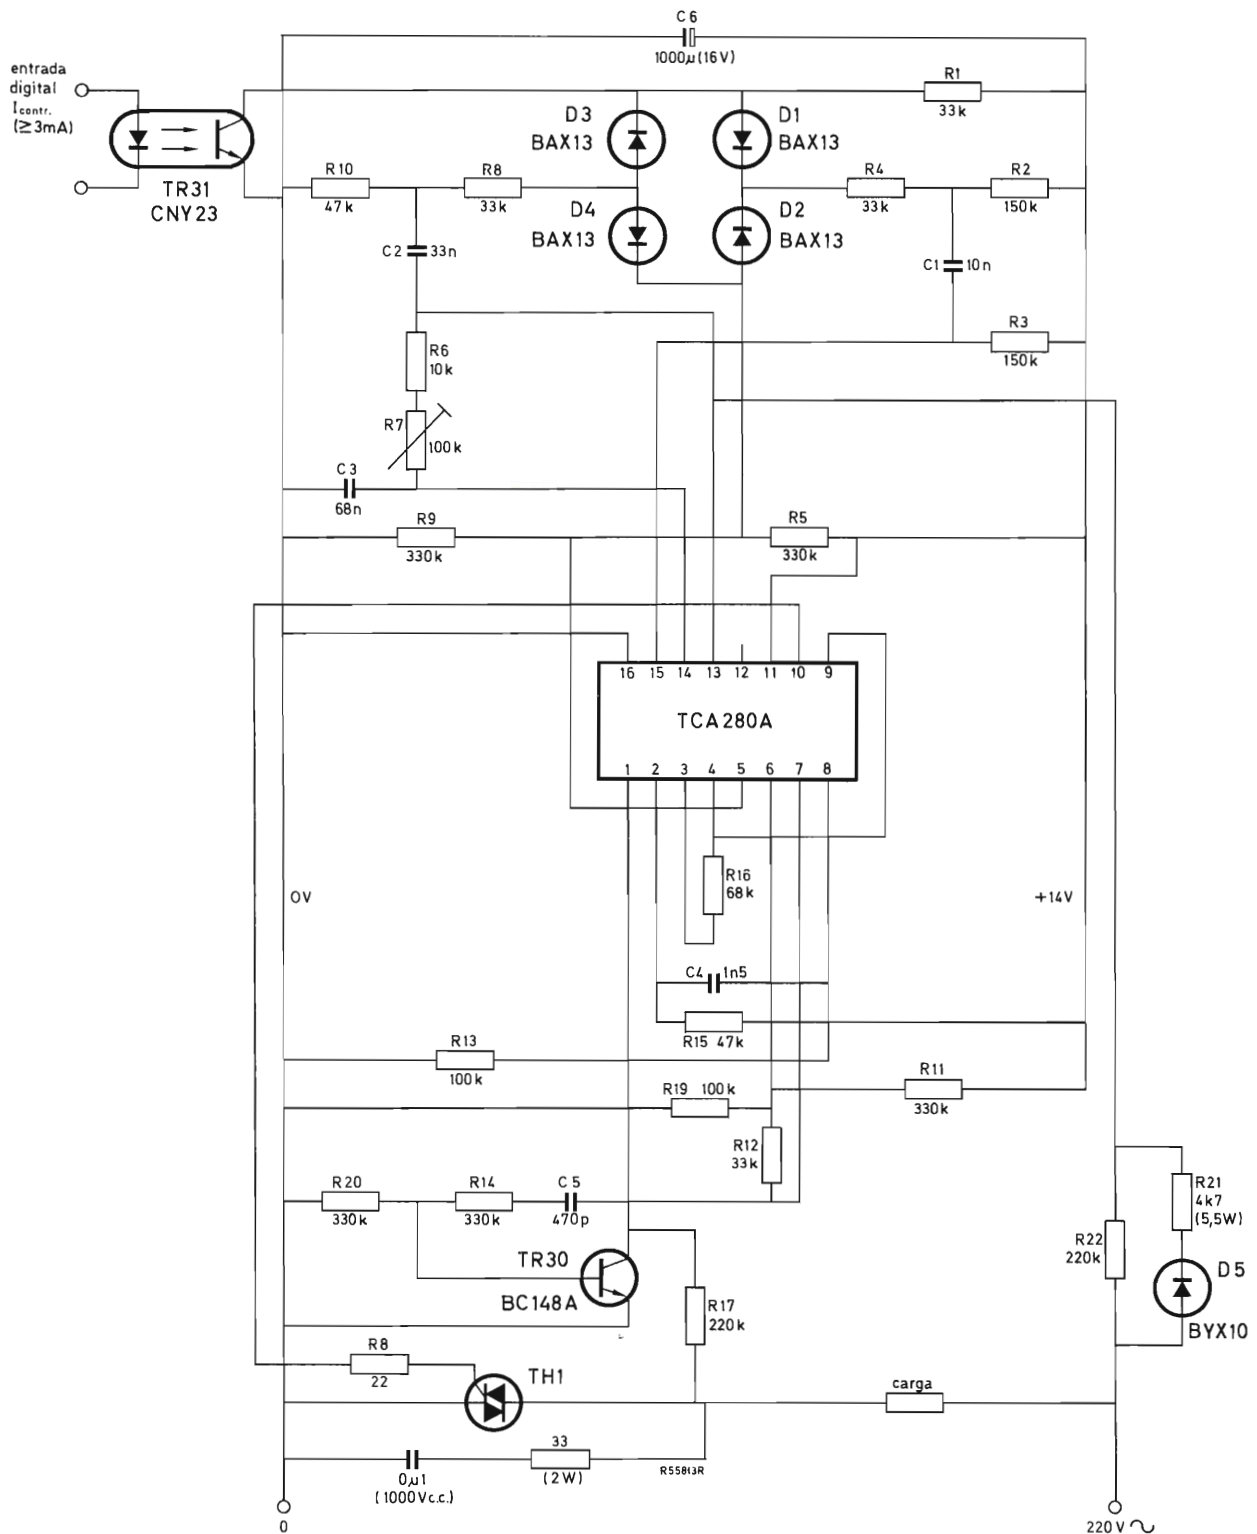 C6
1000µ(16V)
entrada
digital
Icontr.
(≥3mA)
R1
33k
D3
BAX13
D1
BAX13
TR31
CNY23
R10
47k
R8
33k
R4
33k
R2
150k
D4
BAX13
D2
BAX13
C2 33n
C1 10n
R3
150k
R6
10k
R7
100k
C3
68n
R9
330k
R5
330k
16 15 14 13 12 11 10 9
TCA280A
1 2 3 4 5 6 7 8
R16
68k
0V
+14V
C4 1n5
R15 47k
R13
100k
R11
330k
R19 100k
R12
33k
R20
330k
R14
330k
C5
470p
R21
4k7
(5,5W)
R22
220k
TR30
BC148A
D5
BYX10
R17
220k
R8
22
TH1
carga
33
(2W)
R55813R
0µ1
(1000Vc.c.)
0
220V ∿